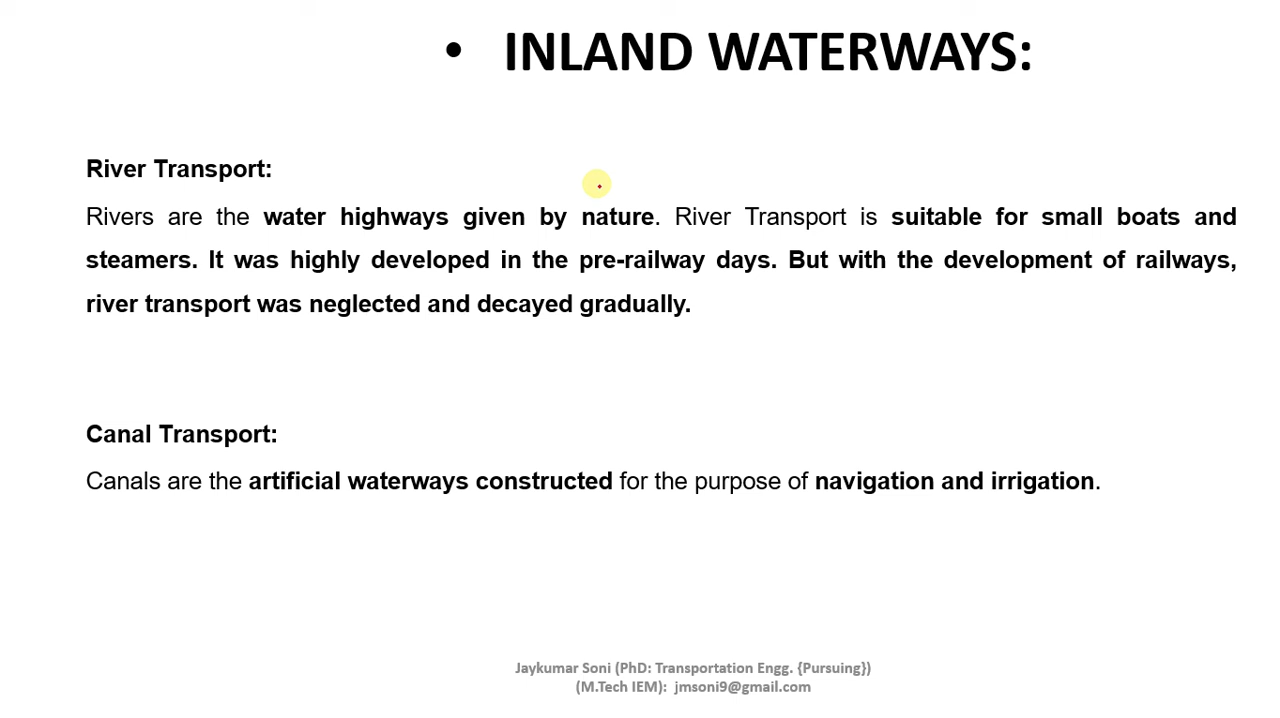 • INLAND WATERWAYS:
River Transport:
Rivers are the water highways given by nature. River Transport is suitable for small boats and
steamers. It was highly developed in the pre-railway days. But with the development of railways,
river transport was neglected and decayed gradually.
Canal Transport:
Canals are the artificial waterways constructed for the purpose of navigation and irrigation.
Jaykumar Soni (PhD: Transportation Engg. {Pursuing})
(M.Tech IEM): jmsoni9@gmail.com